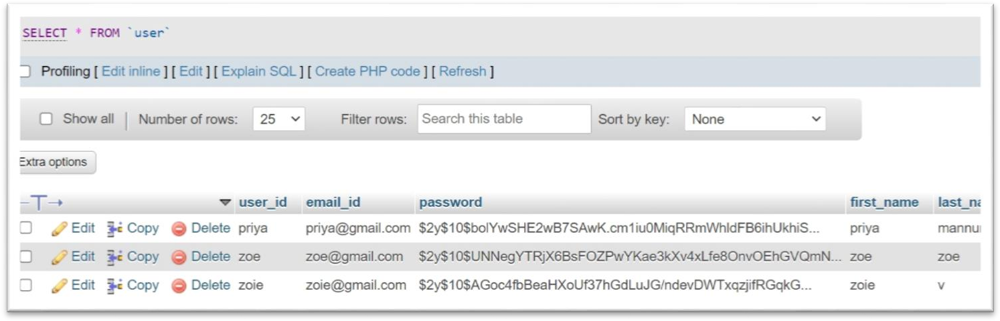 SELECT * FROM `user`
Profiling [ Edit inline ] [ Edit ] [ Explain SQL ] [ Create PHP code ] [ Refresh ]
Show all | Number of rows: 25 Filter rows: Search this table Sort by key: None
Extra options
user_id email_id password first_name last_na
Edit Copy Delete priya priya@gmail.com $2y$10$bolYwSHE2wB7SAwK.cm1iu0MiqRRmWhldFB6ihUkhiS... priya mannu
Edit Copy Delete zoe zoe@gmail.com $2y$10$UNNegYTRjX6BsFOZPwYKae3kXv4xLfe8OnvOEhGVQmN... zoe zoe
Edit Copy Delete zoie zoie@gmail.com $2y$10$AGoc4fbBeaHXoUf37hGdLuJG/ndevDWTxqzjifRGqkG... zoie v